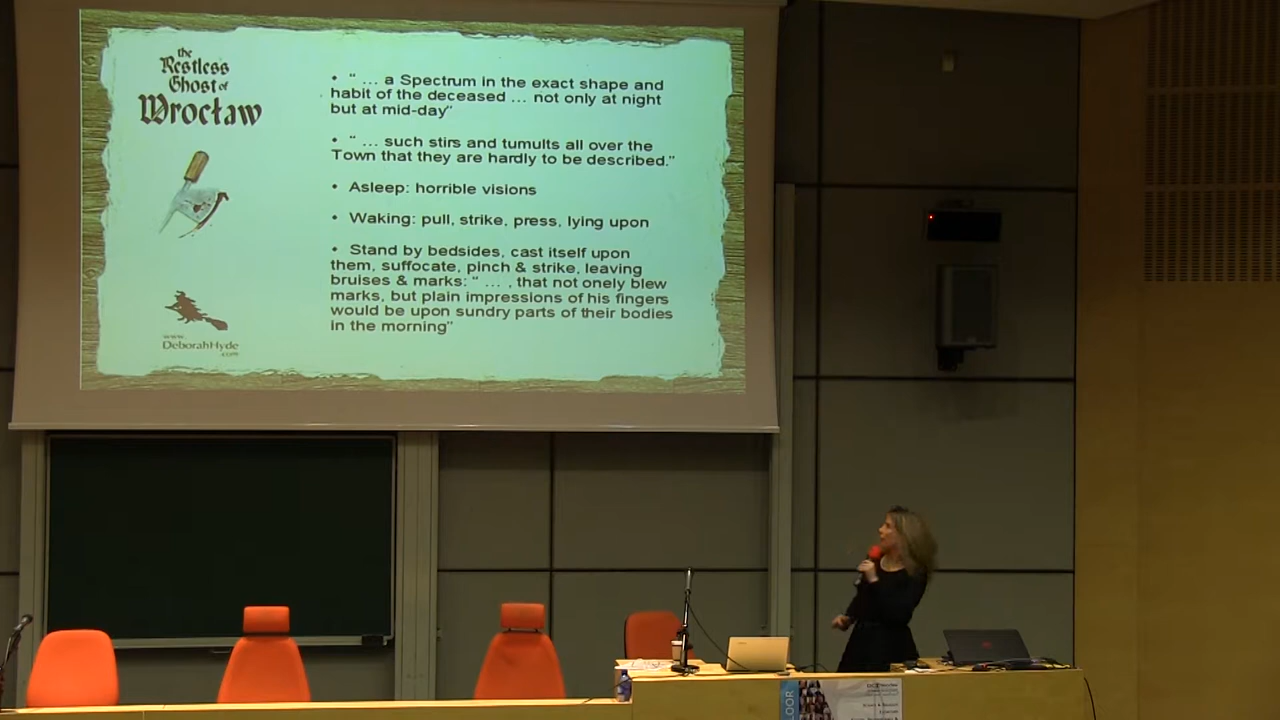 the
Restless
Ghost of
Wrocław
• " ... a Spectrum in the exact shape and
habit of the deceased ... not only at night
but at mid-day"
• " ... such stirs and tumults all over the
Town that they are hardly to be described."
• Asleep: horrible visions
• Waking: pull, strike, press, lying upon
• Stand by bedsides, cast itself upon
them, suffocate, pinch & strike, leaving
bruises & marks: " ... , that not onely blew
marks, but plain impressions of his fingers
would be upon sundry parts of their bodies
in the morning"
www.
DeborahHyde
.com
LOOR